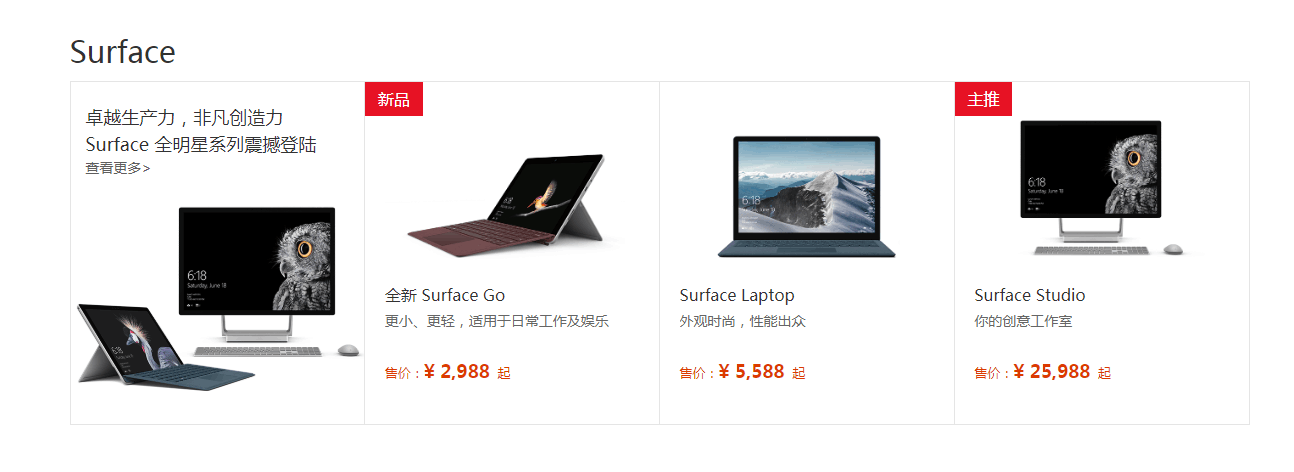 Surface
卓越生产力，非凡创造力
Surface 全明星系列震撼登陆
查看更多>
6:18
Saturday, June 18
新品
6:18
全新 Surface Go
更小、更轻，适用于日常工作及娱乐
售价：¥ 2,988 起
6:18
Surface Laptop
外观时尚，性能出众
售价：¥ 5,588 起
主推
6:18
Saturday, June 18
Surface Studio
你的创意工作室
售价：¥ 25,988 起